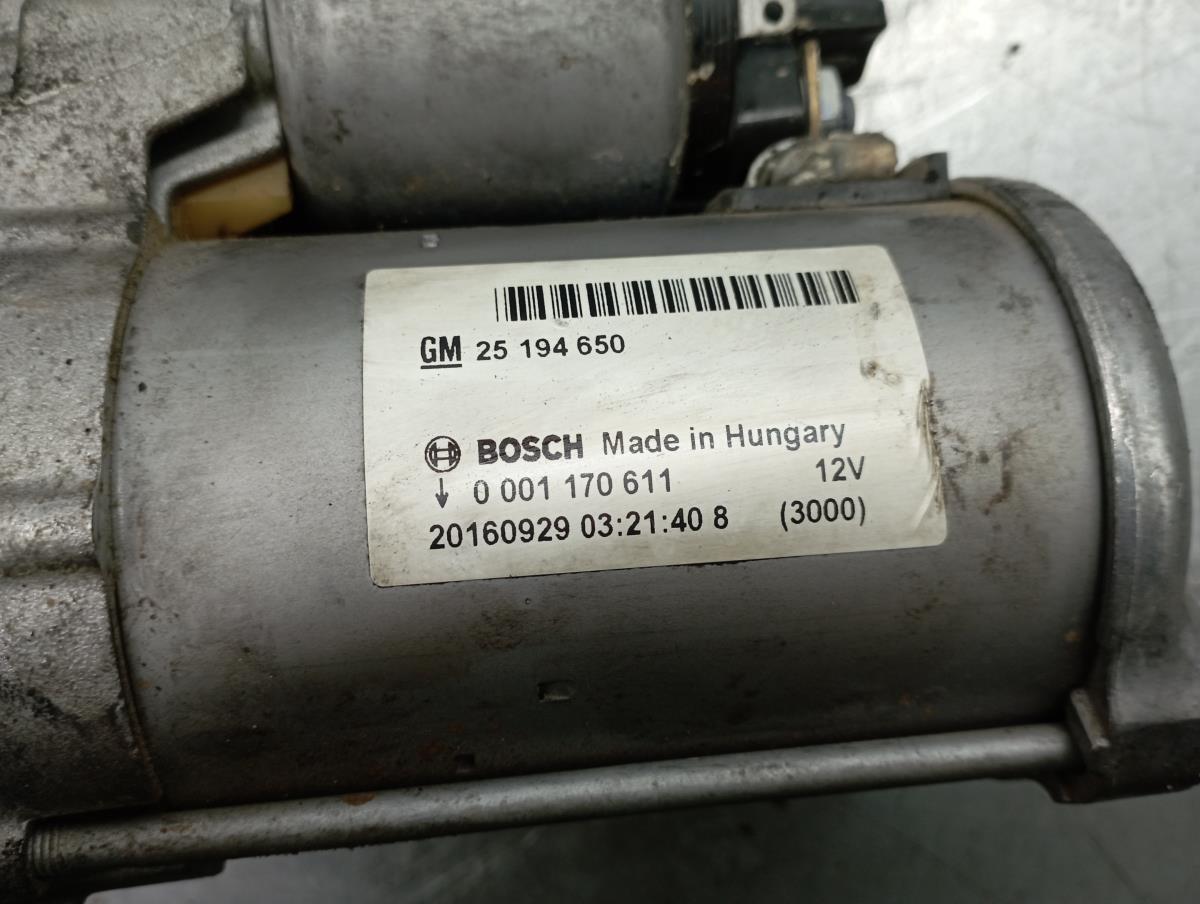 GM 25 194 650
BOSCH Made in Hungary
0 001 170 611 12V
20160929 03:21:40 8 (3000)